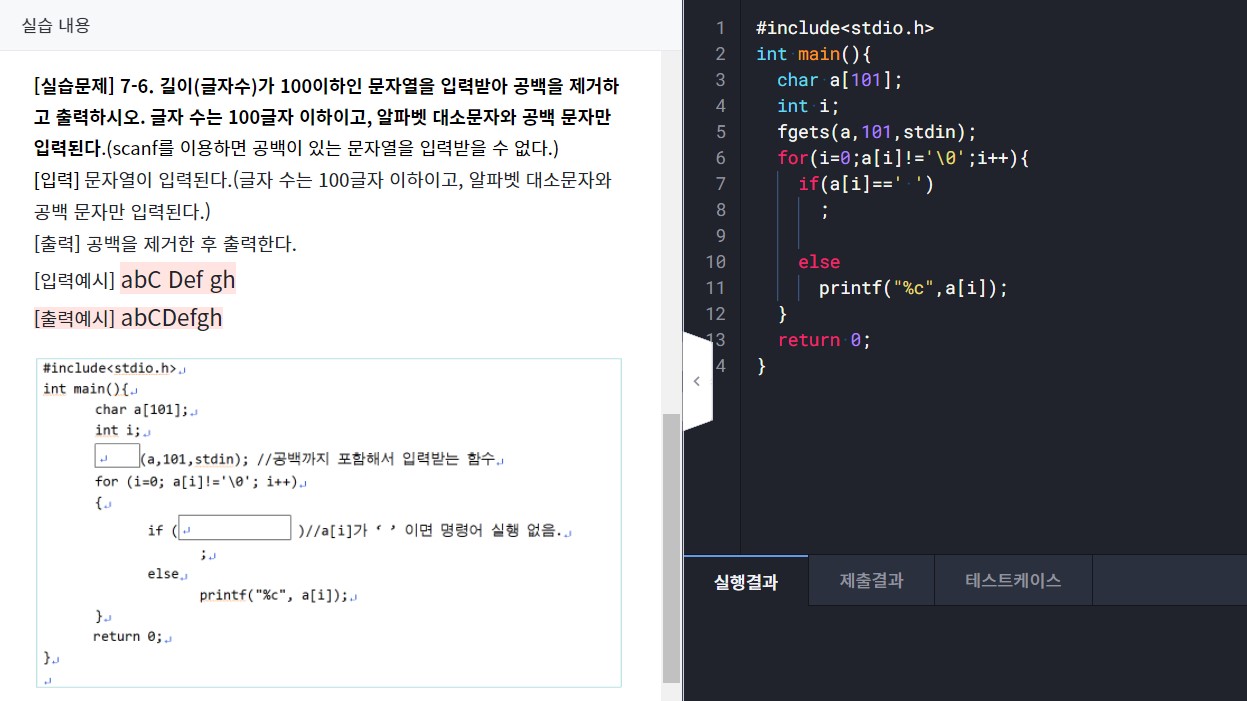 실습 내용
[실습문제] 7-6. 길이(글자수)가 100이하인 문자열을 입력받아 공백을 제거하
고 출력하시오. 글자 수는 100글자 이하이고, 알파벳 대소문자와 공백 문자만
입력된다.(scanf를 이용하면 공백이 있는 문자열을 입력받을 수 없다.)
[입력] 문자열이 입력된다.(글자 수는 100글자 이하이고, 알파벳 대소문자와
공백 문자만 입력된다.)
[출력] 공백을 제거한 후 출력한다.
[입력예시] abC Def gh
[출력예시] abCDefgh
#include<stdio.h>↵
int main(){↵
char a[101];↵
int i;↵
↵ (a,101,stdin); //공백까지 포함해서 입력받는 함수↵
for (i=0; a[i]!='\0'; i++)↵
{↵
if (↵ )//a[i]가 ‘ ’ 이면 명령어 실행 없음.↵
;↵
else↵
printf("%c", a[i]);↵
}↵
return 0;↵
}↵
↵
1 #include<stdio.h>
2 int main(){
3 char a[101];
4 int i;
5 fgets(a,101,stdin);
6 for(i=0;a[i]!='\0';i++){
7 if(a[i]==' ')
8 ;
9
10 else
11 printf("%c",a[i]);
12 }
13 return 0;
4 }
<
실행결과 제출결과 테스트케이스